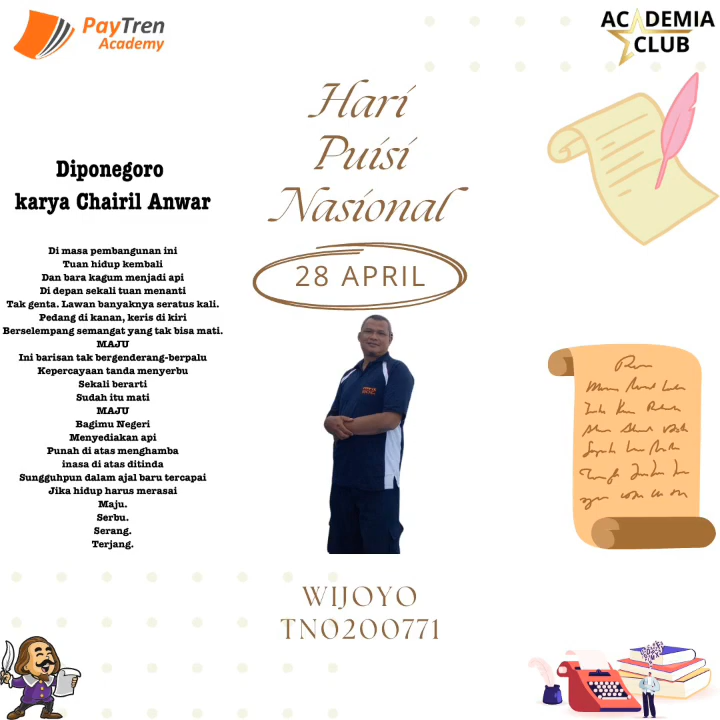 PayTren
Academy
ACADEMIA
CLUB
Hari
Puisi
Nasional
28 APRIL
Diponegoro
karya Chairil Anwar
Di masa pembangunan ini
Tuan hidup kembali
Dan bara kagum menjadi api
Di depan sekali tuan menanti
Tak genta. Lawan banyaknya seratus kali.
Pedang di kanan, keris di kiri
Berselempang semangat yang tak bisa mati.
MAJU
Ini barisan tak bergenderang-berpalu
Kepercayaan tanda menyerbu
Sekali berarti
Sudah itu mati
MAJU
Bagimu Negeri
Menyediakan api
Punah di atas menghamba
inasa di atas ditinda
Sungguhpun dalam ajal baru tercapai
Jika hidup harus merasai
Maju.
Serbu.
Serang.
Terjang.
WIJOYO
TN0200771